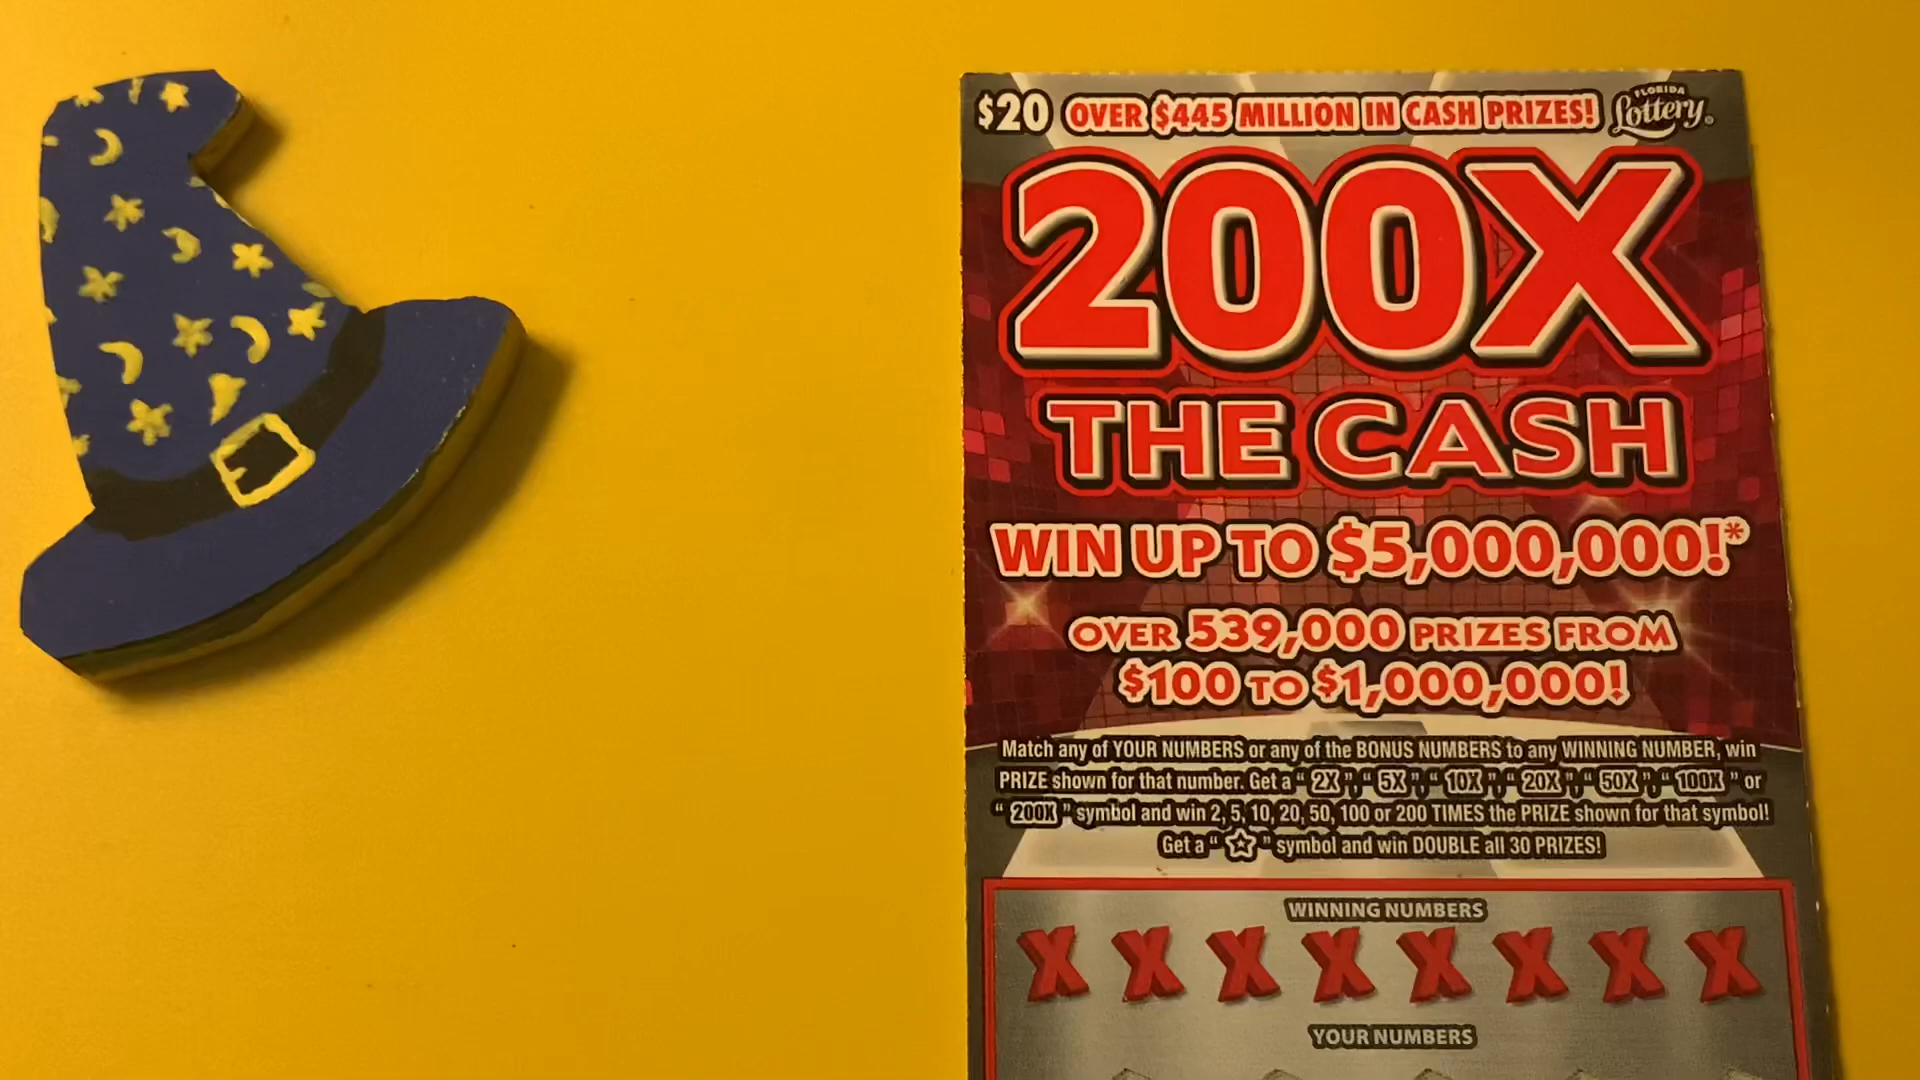 $20 OVER $445 MILLION IN CASH PRIZES! FLORIDA Lottery®
200X
THE CASH
WIN UP TO $5,000,000!*
OVER 539,000 PRIZES FROM
$100 TO $1,000,000!
Match any of YOUR NUMBERS or any of the BONUS NUMBERS to any WINNING NUMBER, win
PRIZE shown for that number. Get a "2X", "5X", "10X", "20X", "50X", "100X" or
"200X" symbol and win 2, 5, 10, 20, 50, 100 or 200 TIMES the PRIZE shown for that symbol!
Get a "☆" symbol and win DOUBLE all 30 PRIZES!
WINNING NUMBERS
X X X X X X X X
YOUR NUMBERS